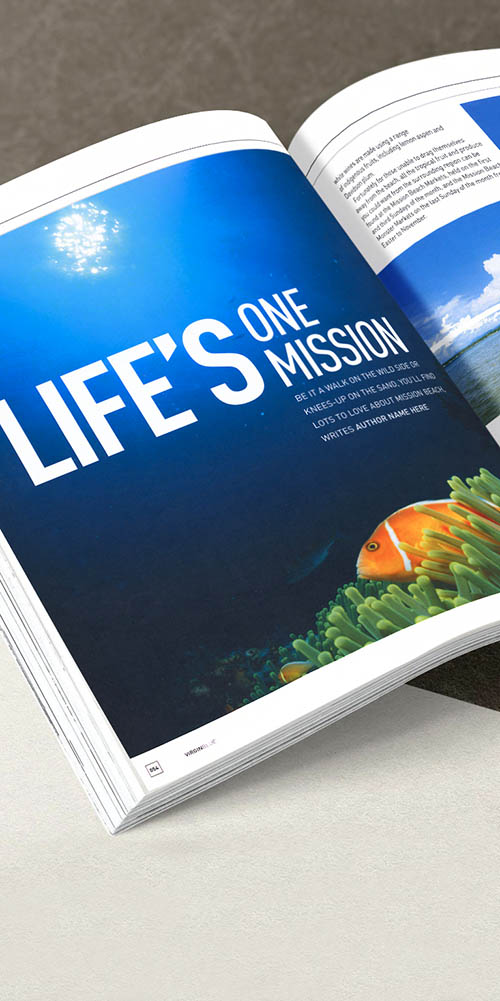 LIFE'S ONE
MISSION
BE IT A WALK ON THE WILD SIDE OR
KNEES-UP ON THE SAND, YOU'LL FIND
LOTS TO LOVE ABOUT MISSION BEACH,
WRITES AUTHOR NAME HERE
054
VIRGINBLUE
while wines are made using a range
of indigenous fruits, including lemon aspen and
Davidson plum.
Fortunately for those unable to drag themselves
away from the beach, all the tropical fruit and produce
you could want from the surrounding region can be
found at the Mission Beach Markets, held on the first
and third Sundays of the month, and the Mission Beach
Monster Markets on the last Sunday of the month from
Easter to November.